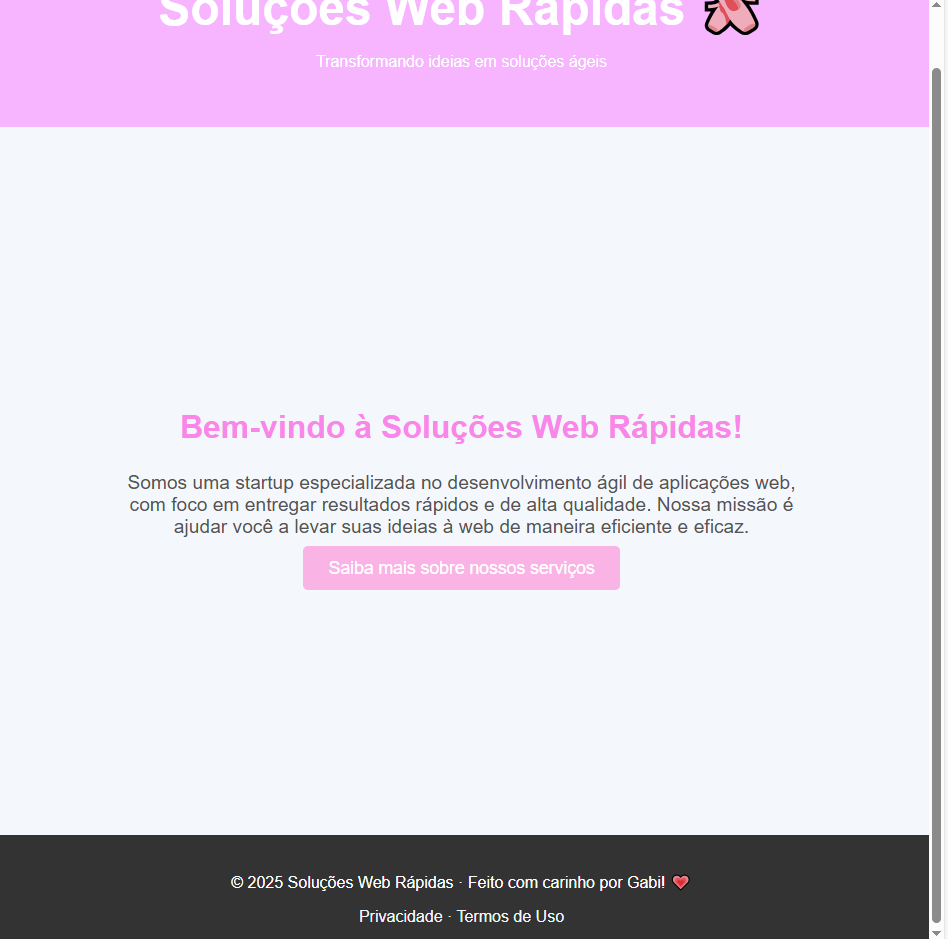 Soluções Web Rápidas
Transformando ideias em soluções ágeis
Bem-vindo à Soluções Web Rápidas!
Somos uma startup especializada no desenvolvimento ágil de aplicações web,
com foco em entregar resultados rápidos e de alta qualidade. Nossa missão é
ajudar você a levar suas ideias à web de maneira eficiente e eficaz.
Saiba mais sobre nossos serviços
© 2025 Soluções Web Rápidas · Feito com carinho por Gabi! ❤️
Privacidade · Termos de Uso